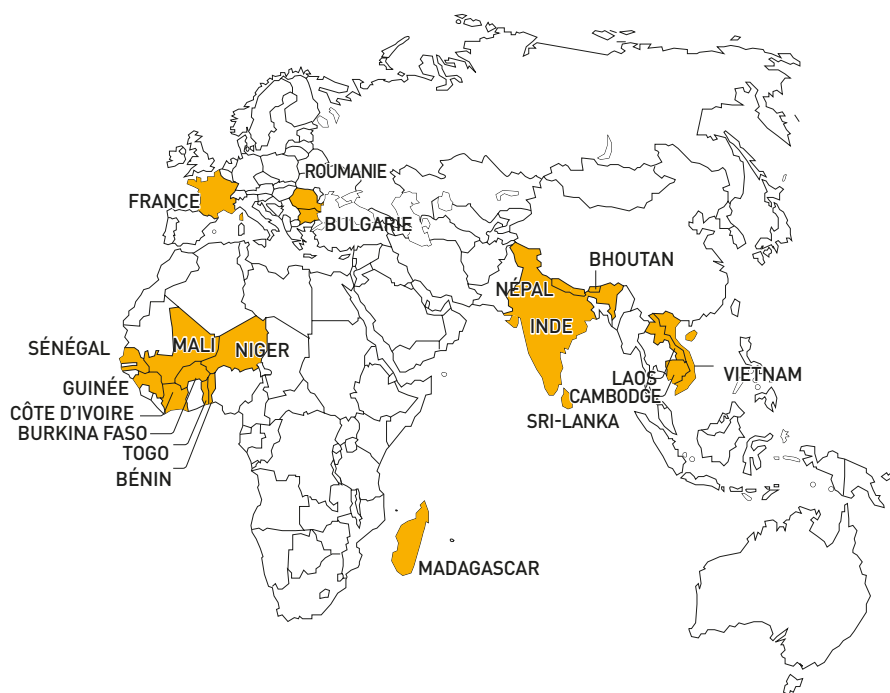 ROUMANIE
FRANCE
BULGARIE
BHOUTAN
NÉPAL
INDE
SÉNÉGAL
MALI
NIGER
GUINÉE
LAOS
VIETNAM
CAMBODGE
CÔTE D'IVOIRE
SRI-LANKA
BURKINA FASO
TOGO
BÉNIN
MADAGASCAR